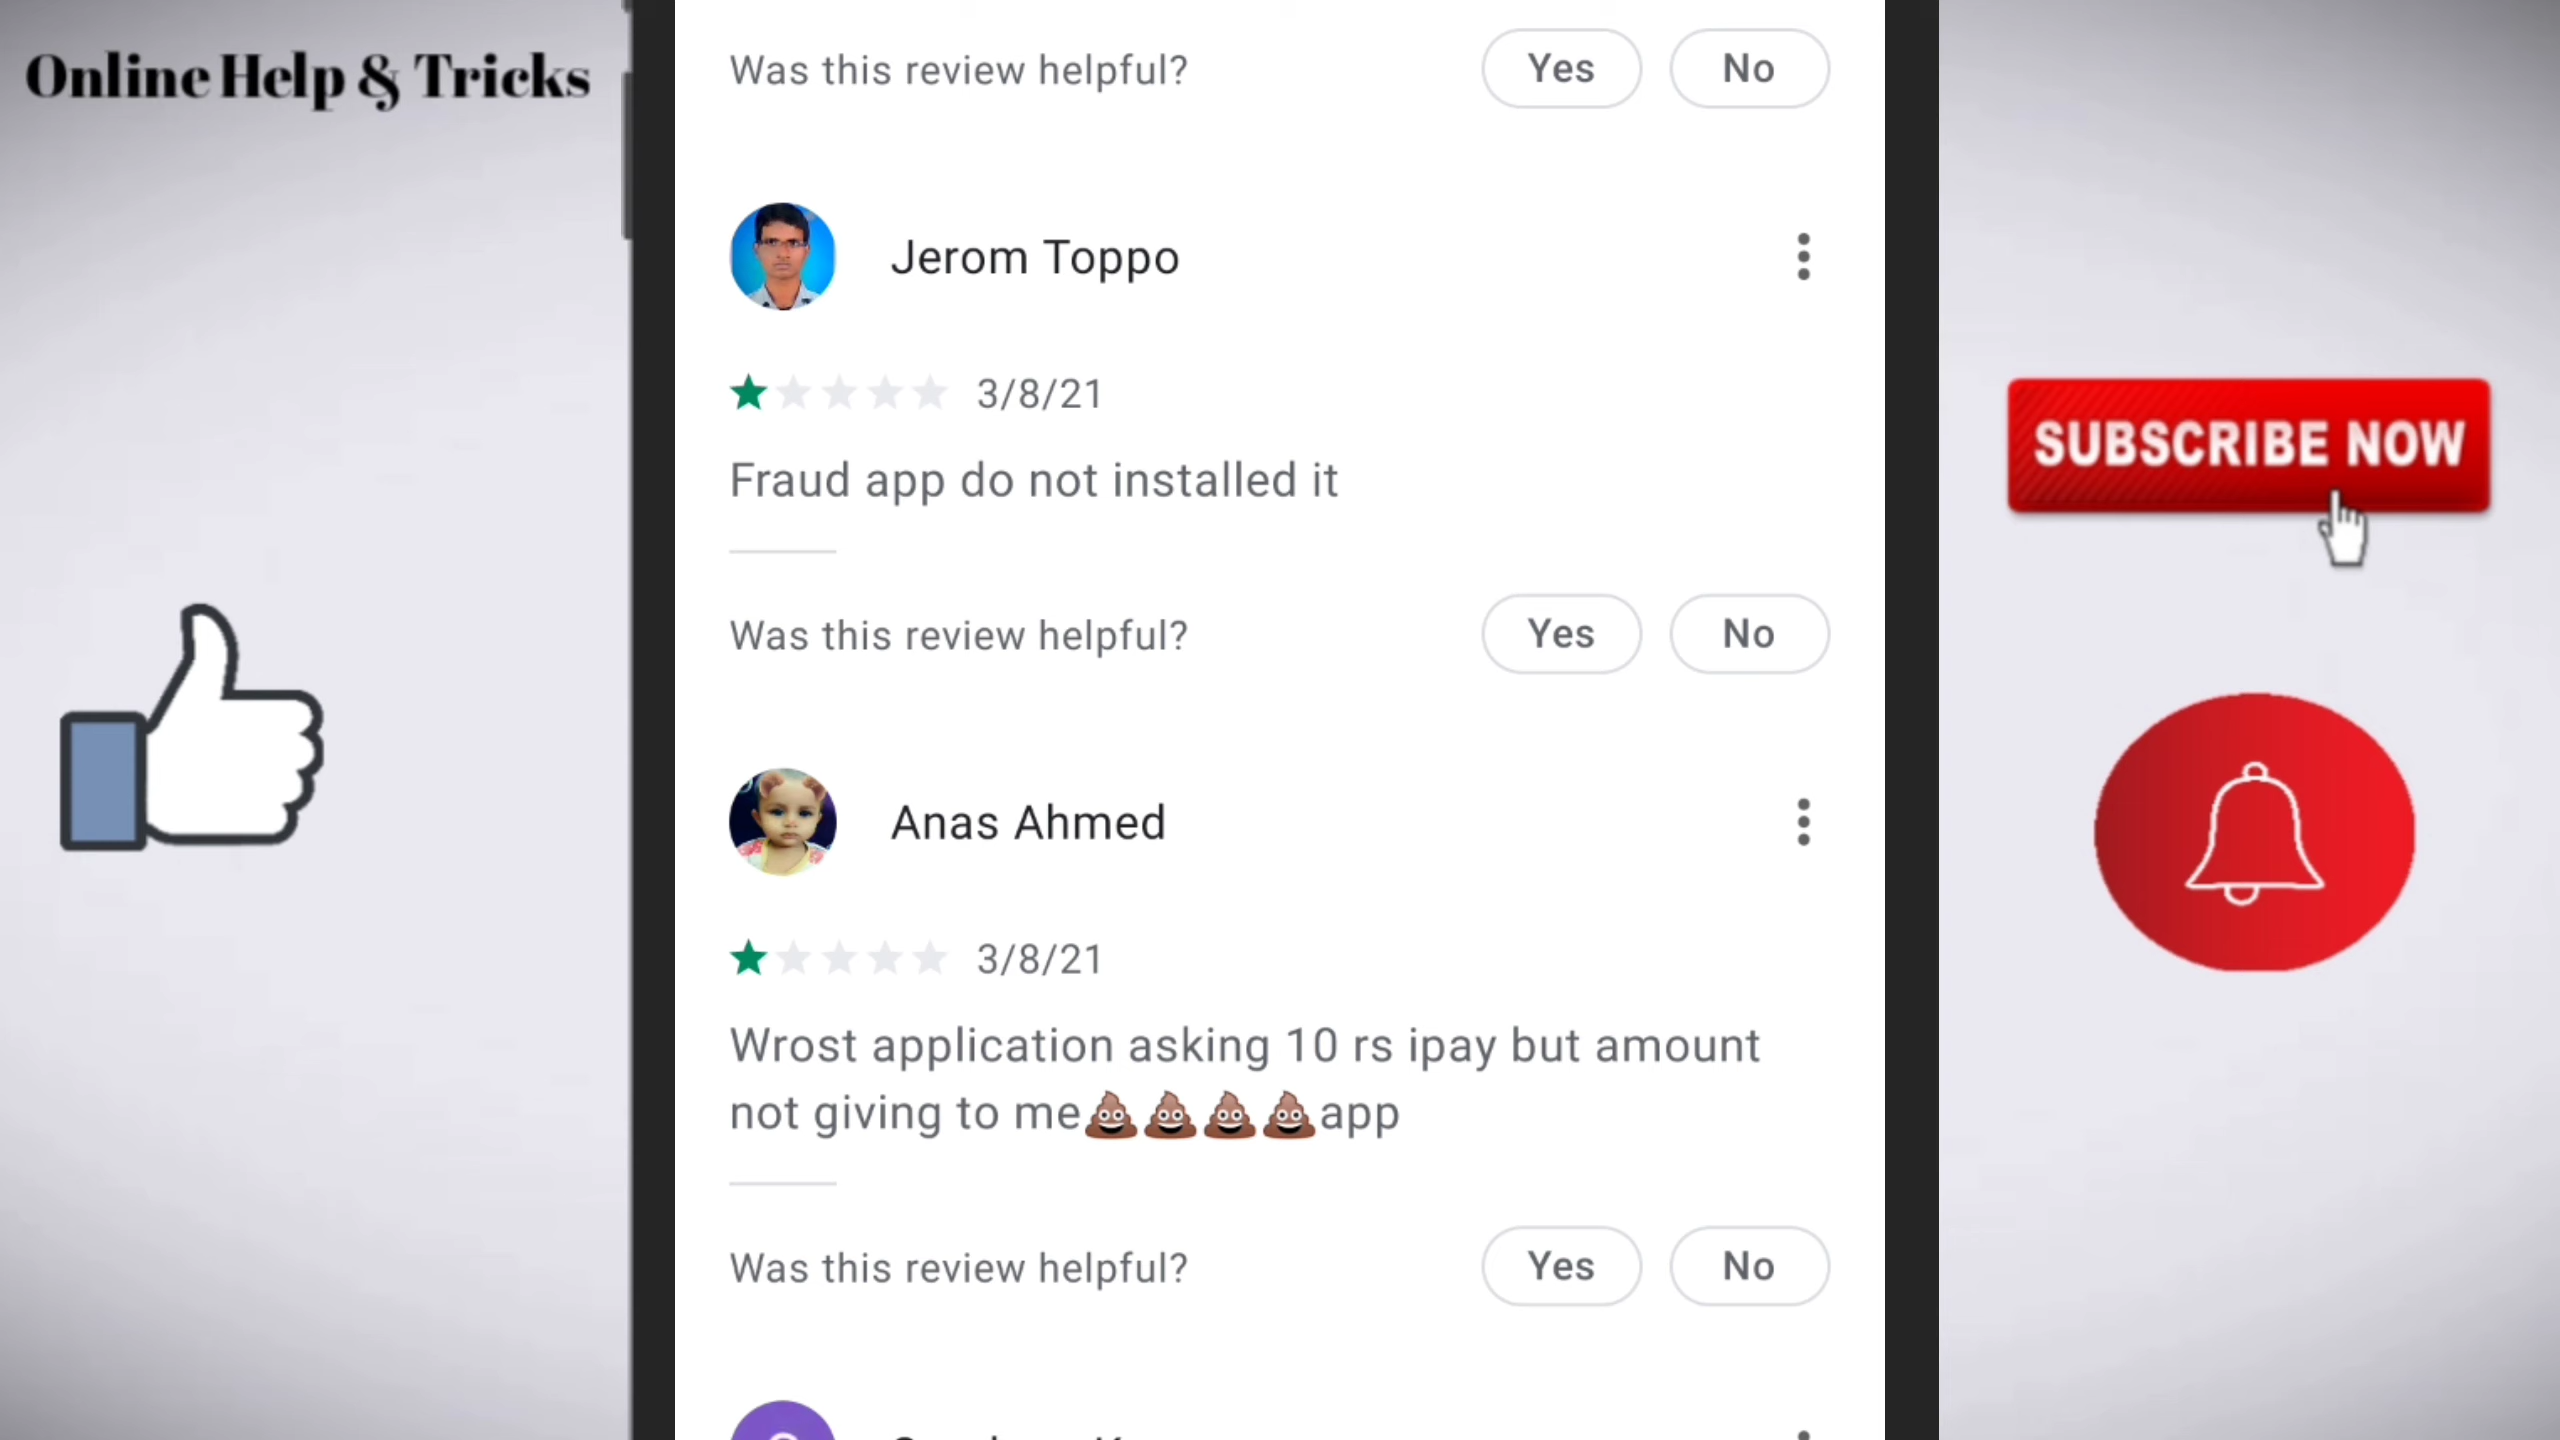 Online Help & Tricks
Was this review helpful?
Yes
No
Jerom Toppo
3/8/21
Fraud app do not installed it
Was this review helpful?
Yes
No
Anas Ahmed
3/8/21
Wrost application asking 10 rs ipay but amount
not giving to me💩💩💩💩app
Was this review helpful?
Yes
No
SUBSCRIBE NOW